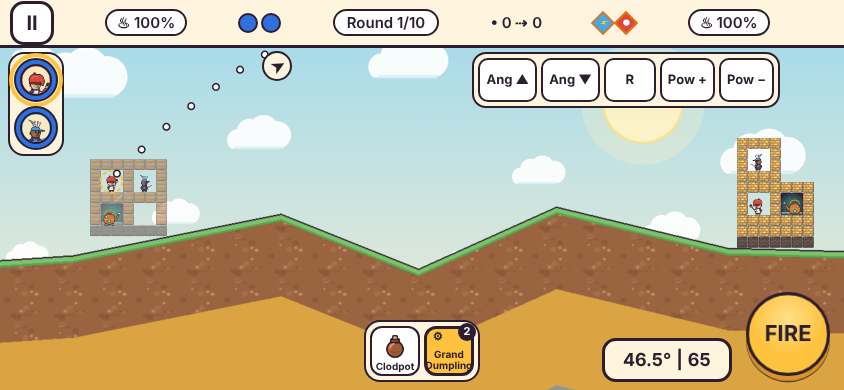 100%
Round 1/10
• 0 ⇢ 0
100%
Ang ▲
Ang ▼
R
Pow +
Pow −
Clodpot
2
Grand
Dumpling
46.5° | 65
FIRE